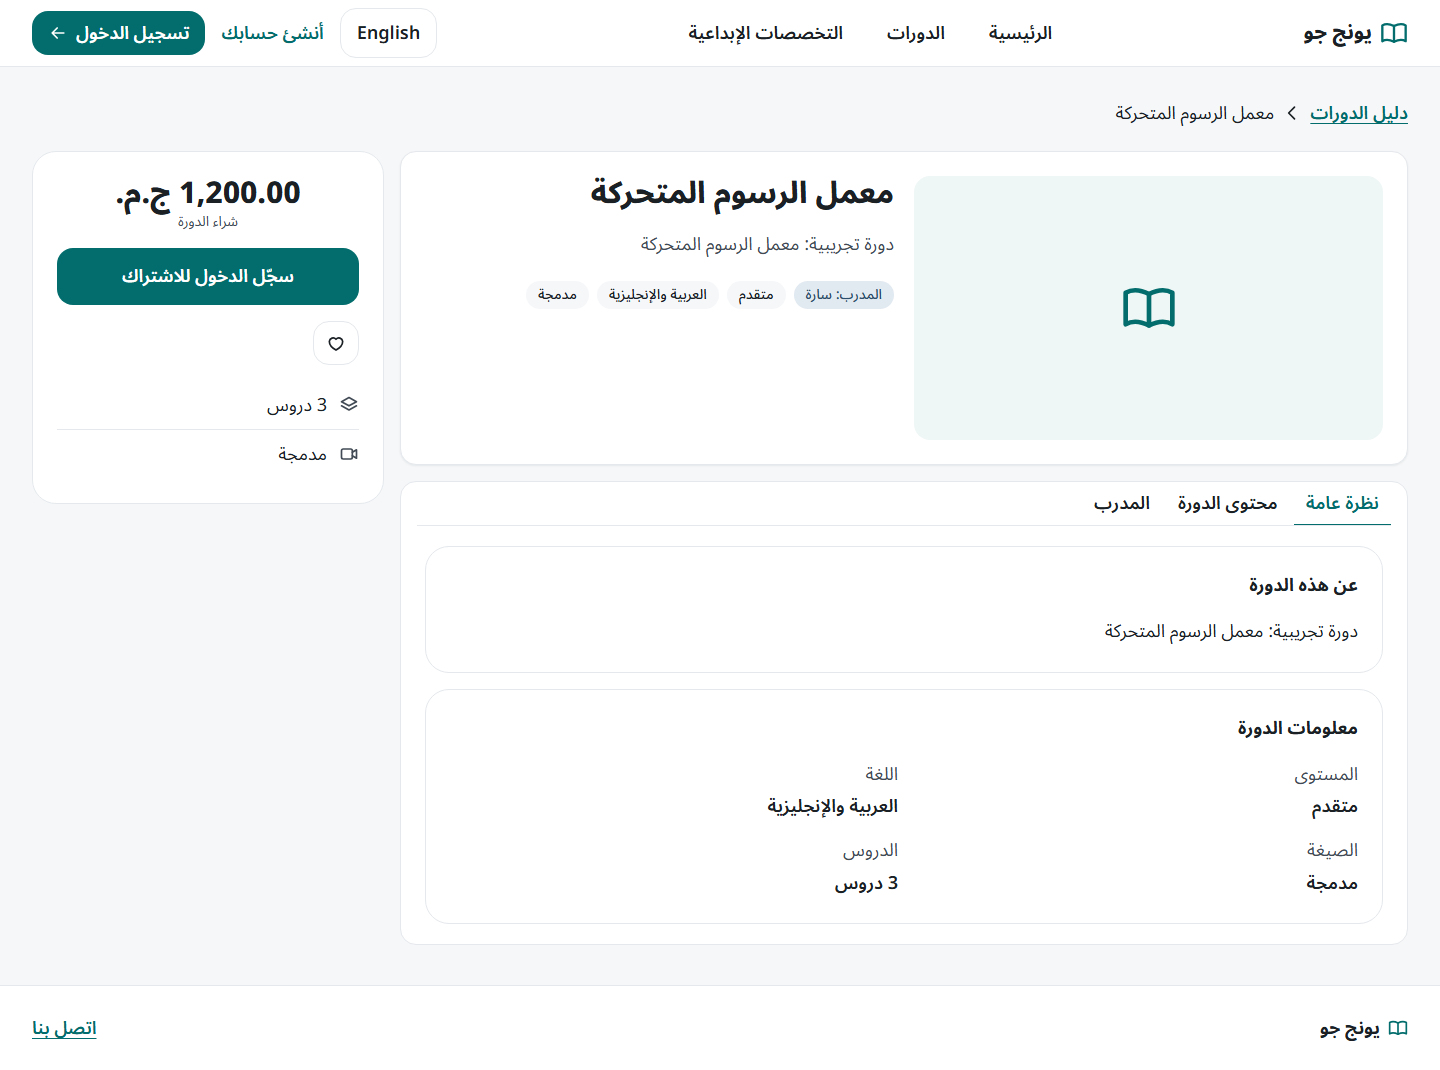 يونج جو
الرئيسية
الدورات
التخصصات الإبداعية
English
أنشئ حسابك
تسجيل الدخول
دليل الدورات
معمل الرسوم المتحركة
معمل الرسوم المتحركة
دورة تجريبية: معمل الرسوم المتحركة
المدرب: سارة
متقدم
العربية والإنجليزية
مدمجة
1,200.00 ج.م.
شراء الدورة
سجّل الدخول للاشتراك
3 دروس
مدمجة
نظرة عامة
محتوى الدورة
المدرب
عن هذه الدورة
دورة تجريبية: معمل الرسوم المتحركة
معلومات الدورة
المستوى
متقدم
اللغة
العربية والإنجليزية
الصيغة
مدمجة
الدروس
3 دروس
يونج جو
اتصل بنا